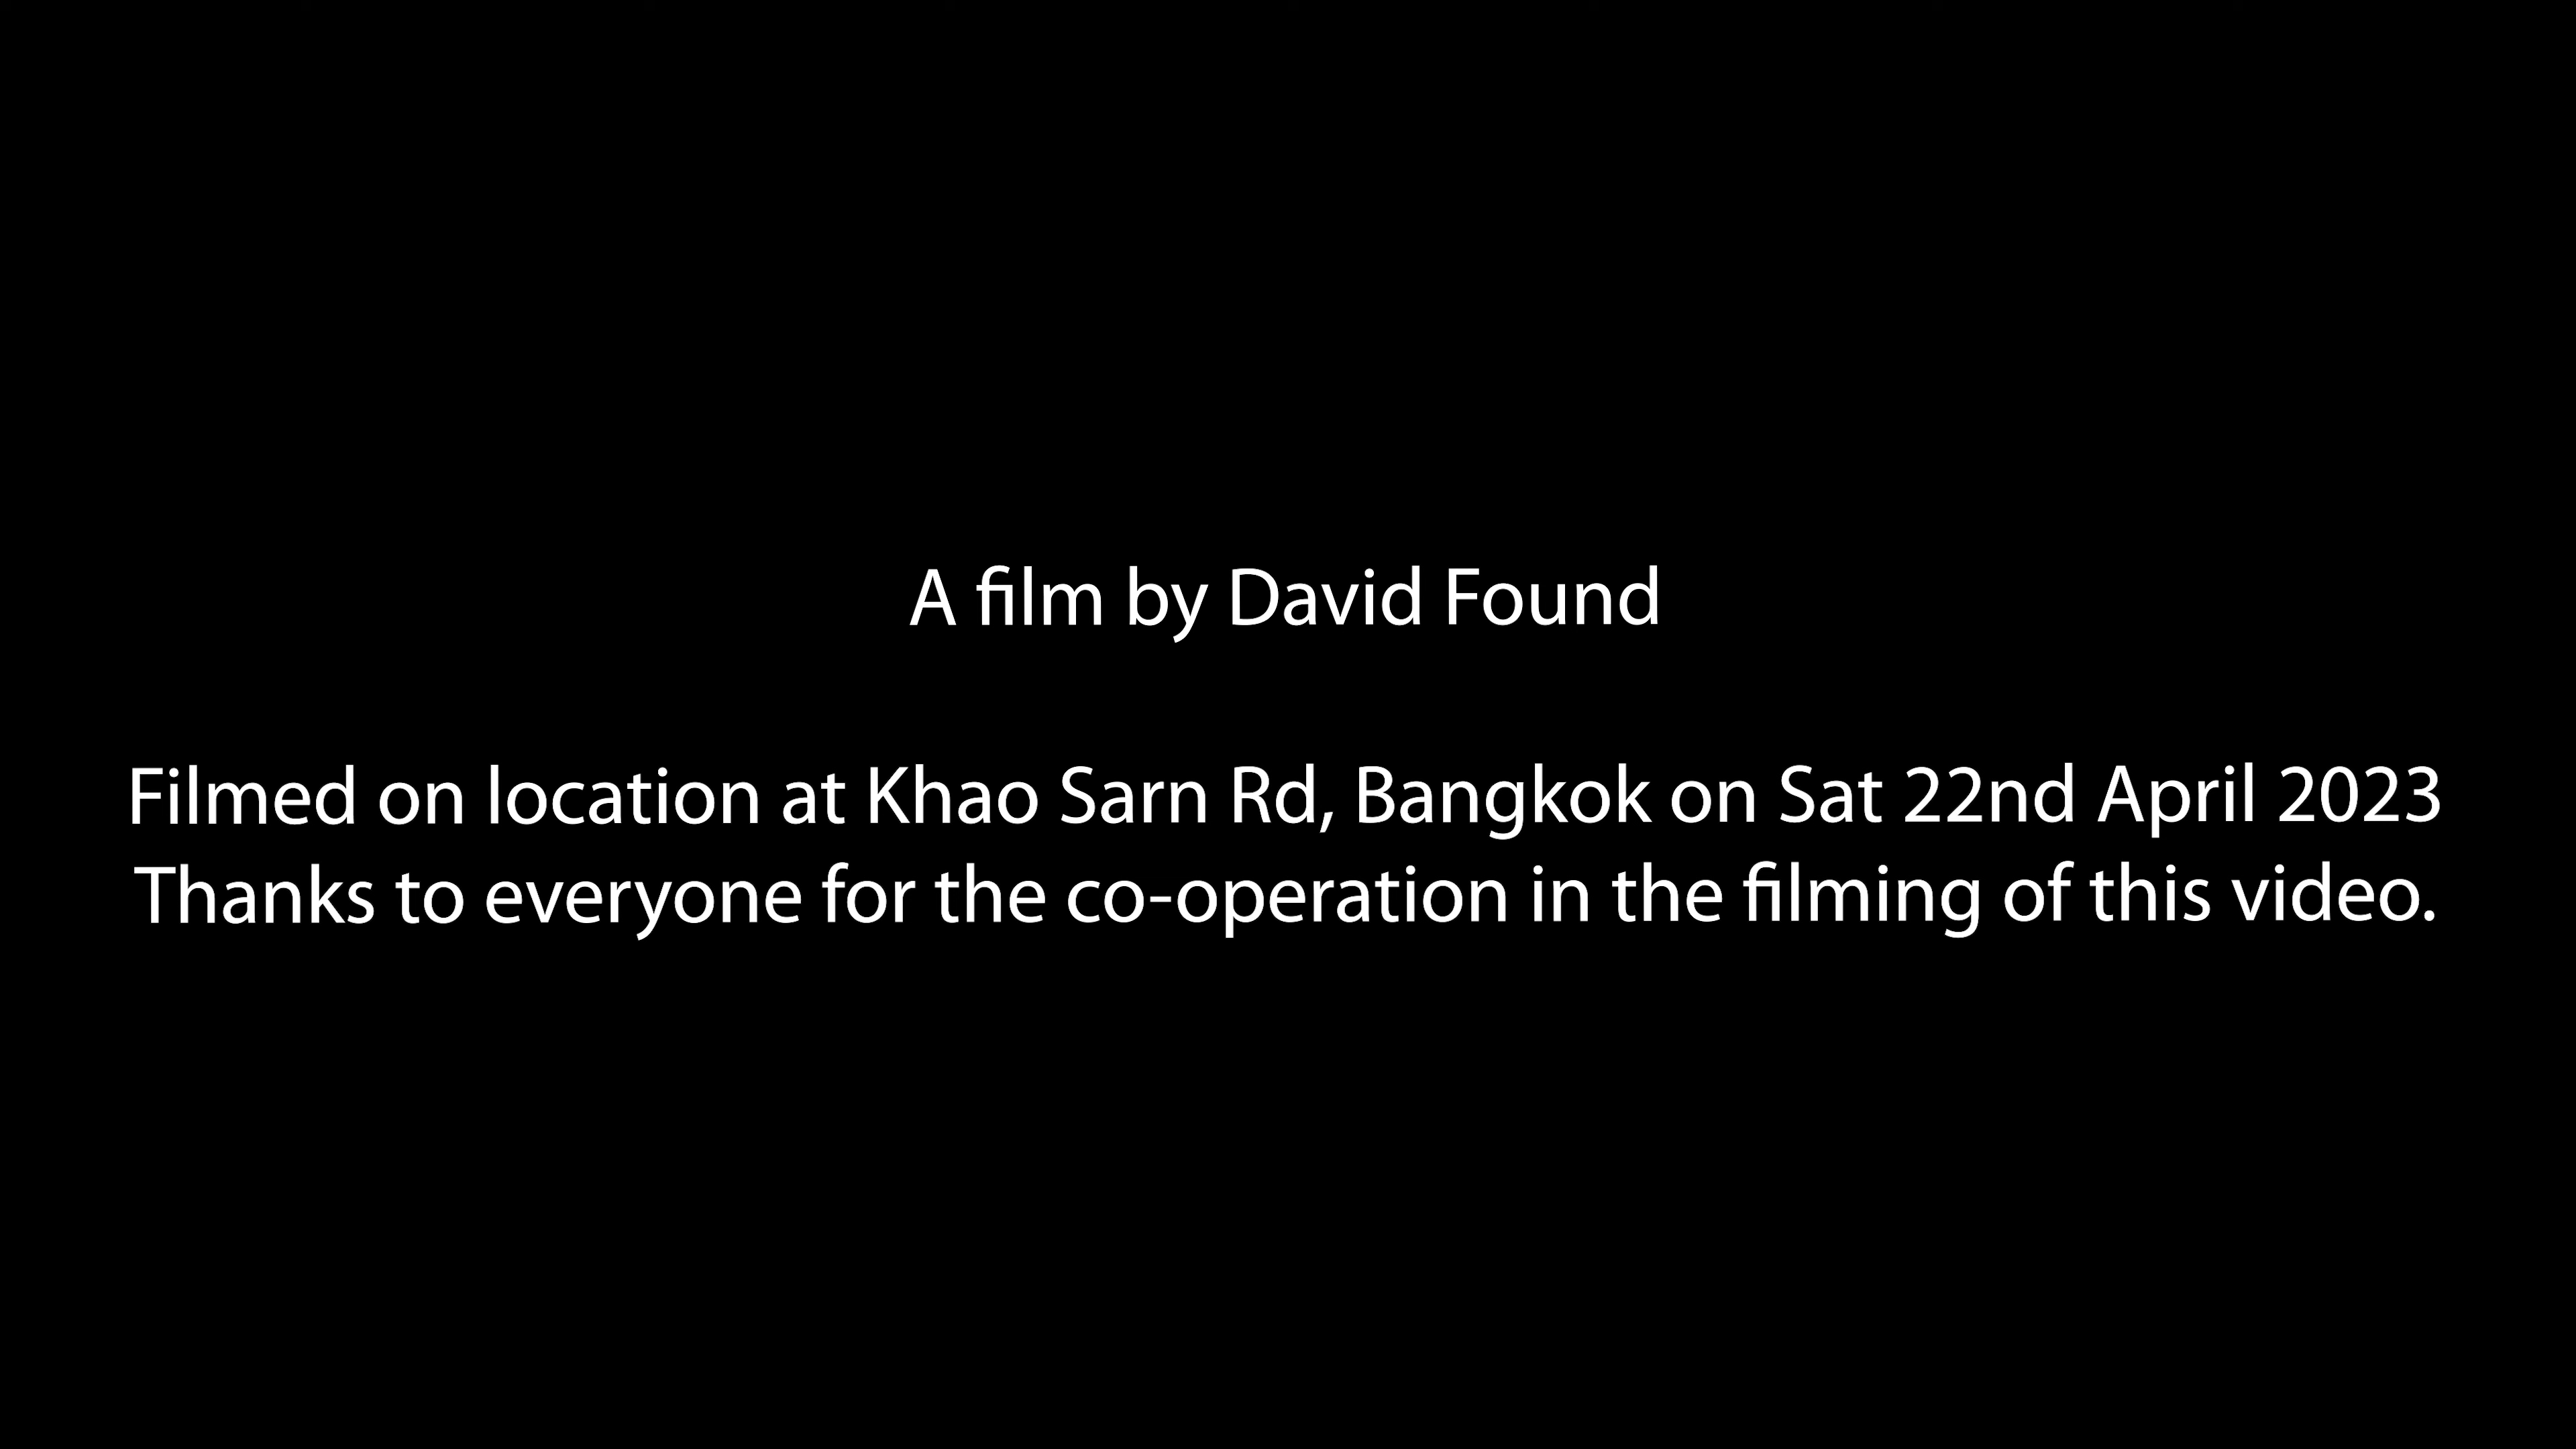 A film by David Found
Filmed on location at Khao Sarn Rd, Bangkok on Sat 22nd April 2023
Thanks to everyone for the co-operation in the filming of this video.